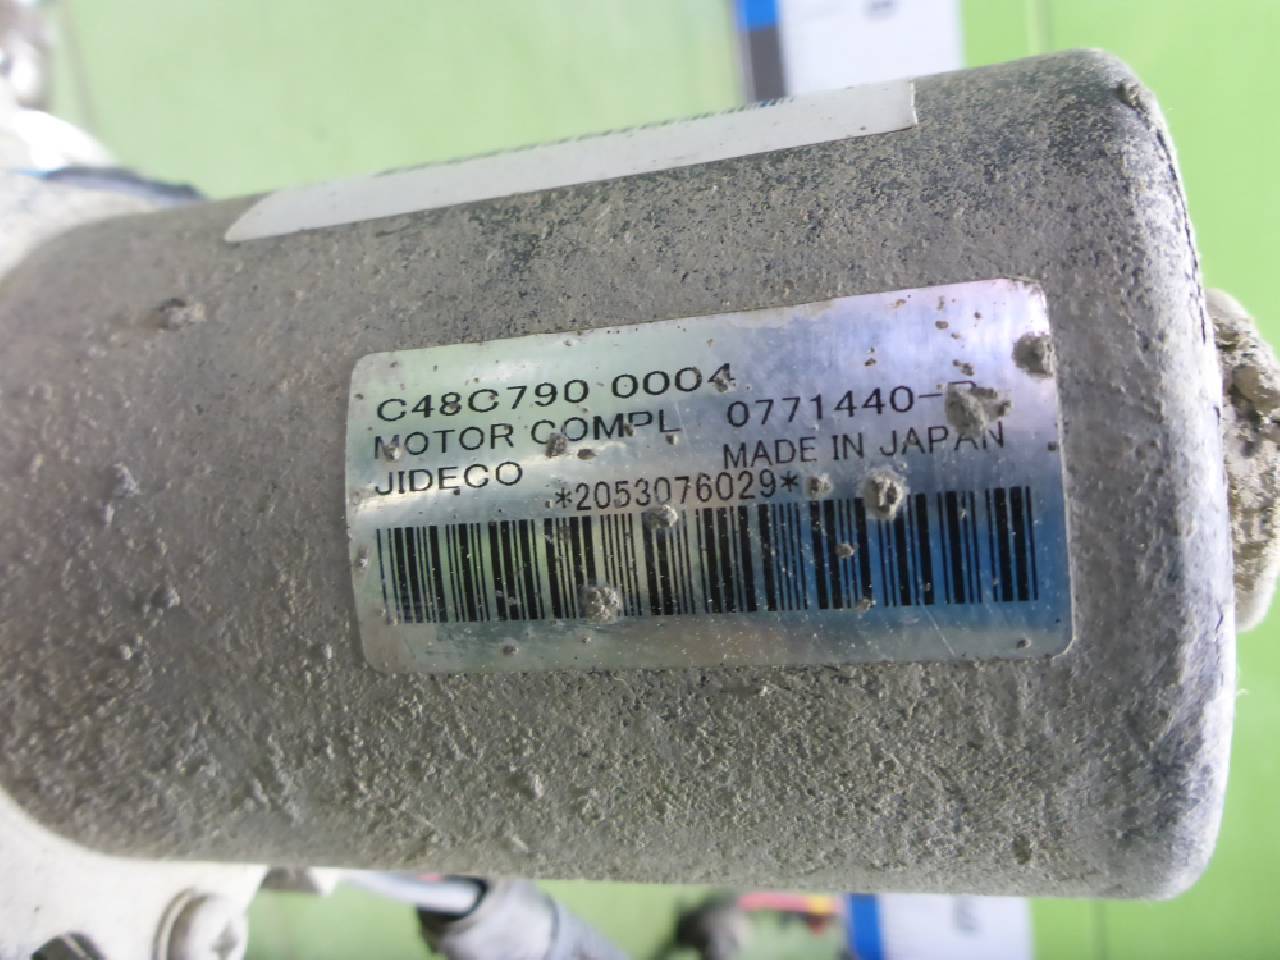 C48C790 0004
MOTOR COMPL 0771440-
JIDECO MADE IN JAPAN
*2053076029*